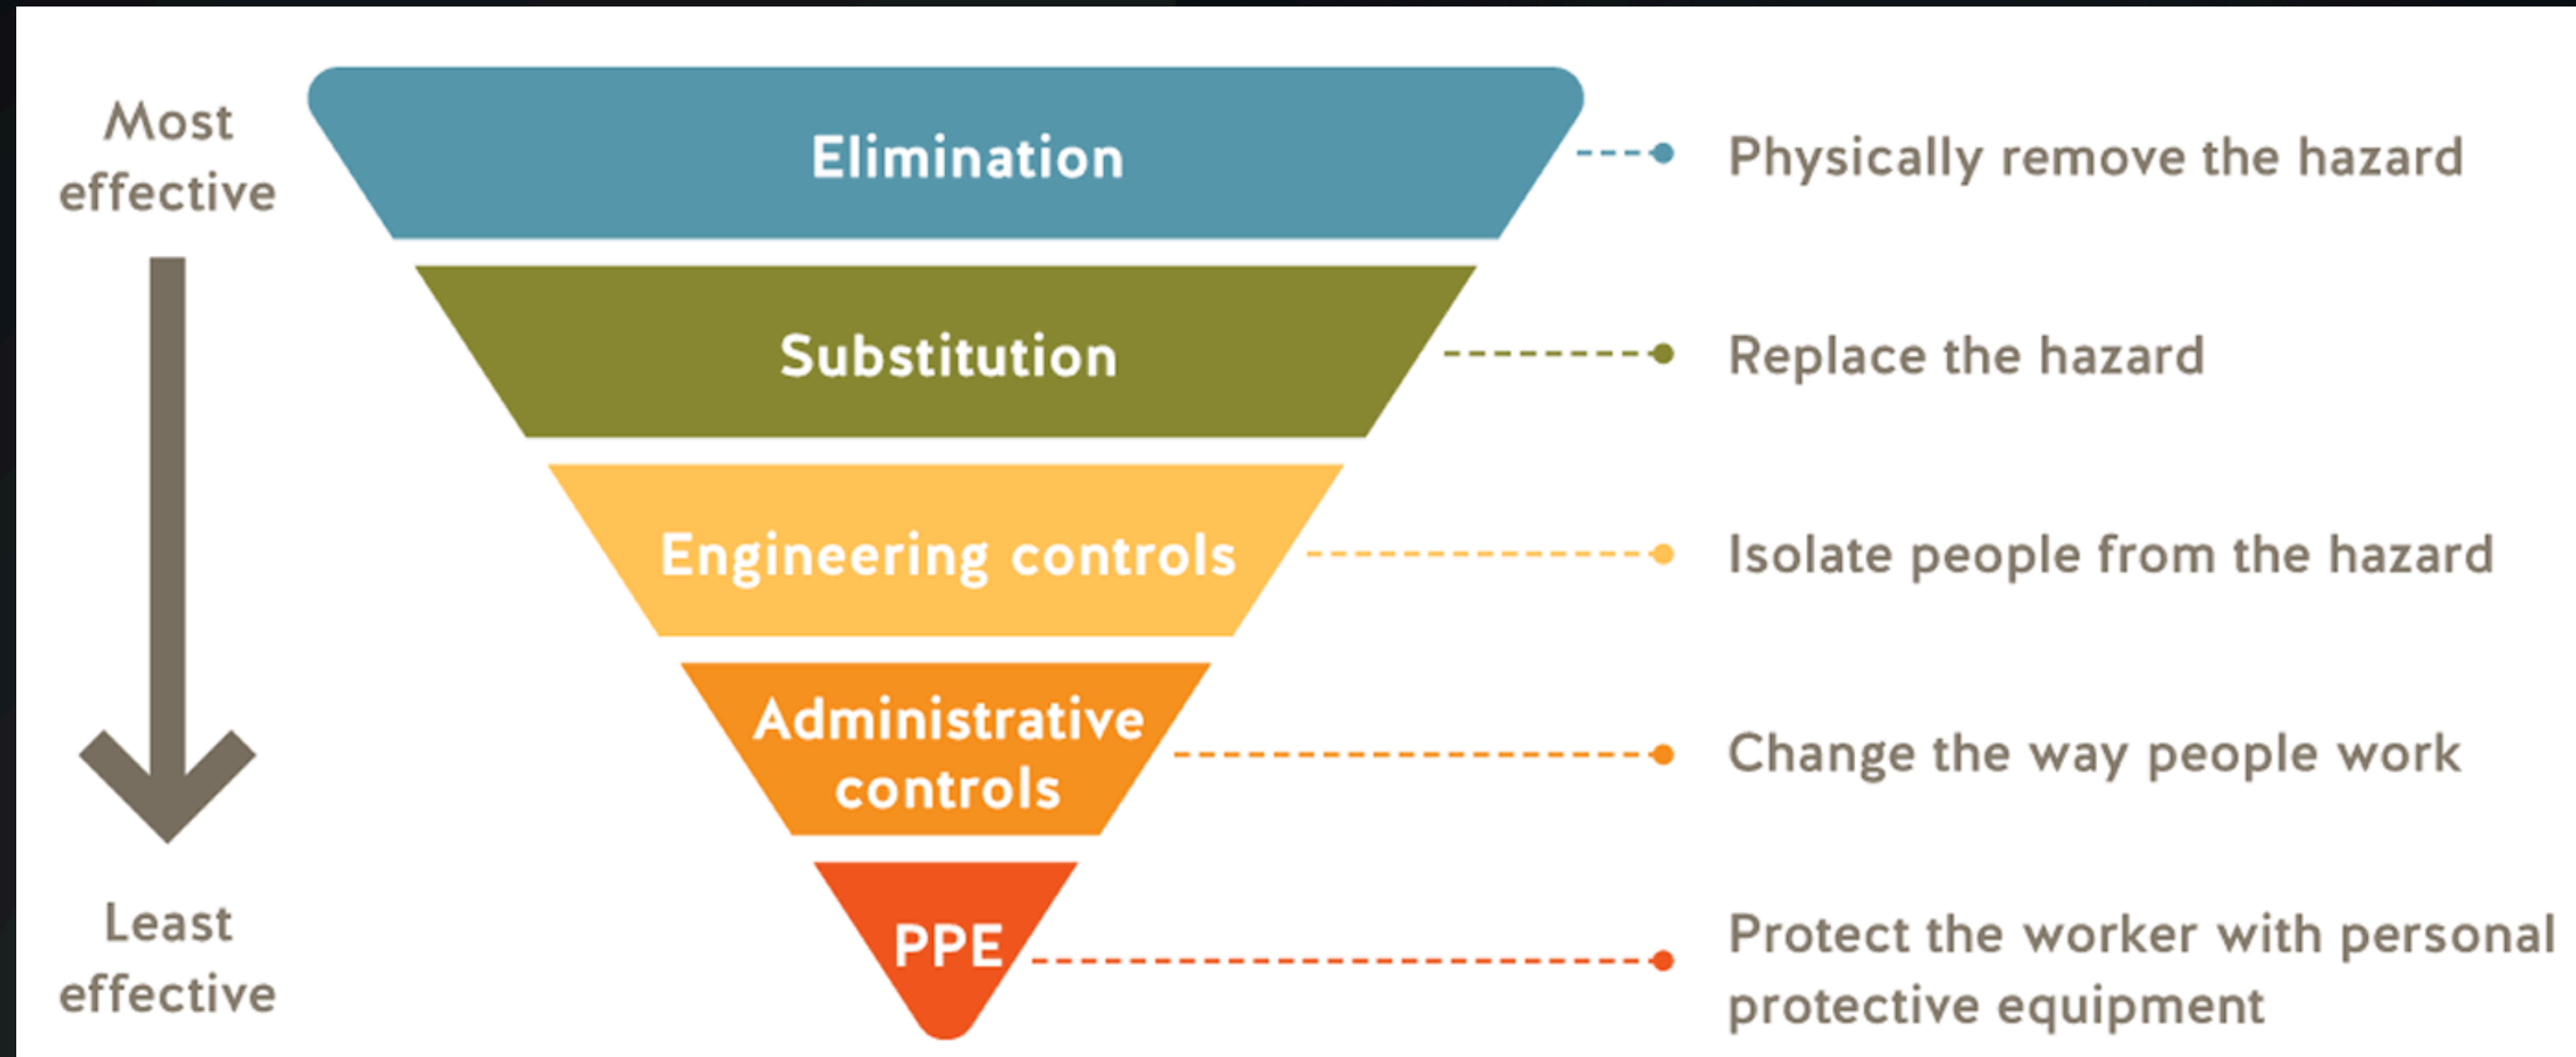 Most
effective
Elimination
Physically remove the hazard
Substitution
Replace the hazard
Engineering controls
Isolate people from the hazard
Administrative
controls
Change the way people work
Least
effective
PPE
Protect the worker with personal
protective equipment